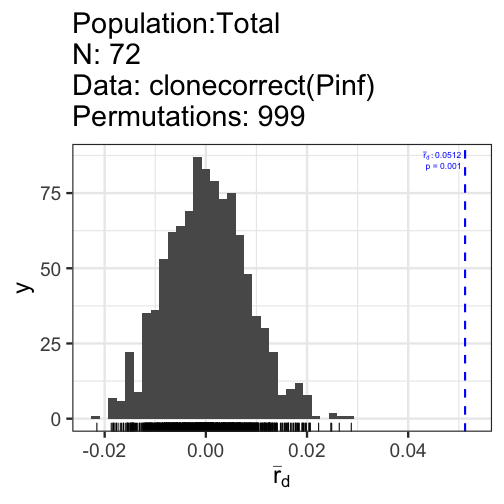 Population:Total
N: 72
Data: clonecorrect(Pinf)
Permutations: 999
r̄d : 0.0512
p = 0.001
75
50
25
0
y
-0.02 0.00 0.02 0.04
r̄d